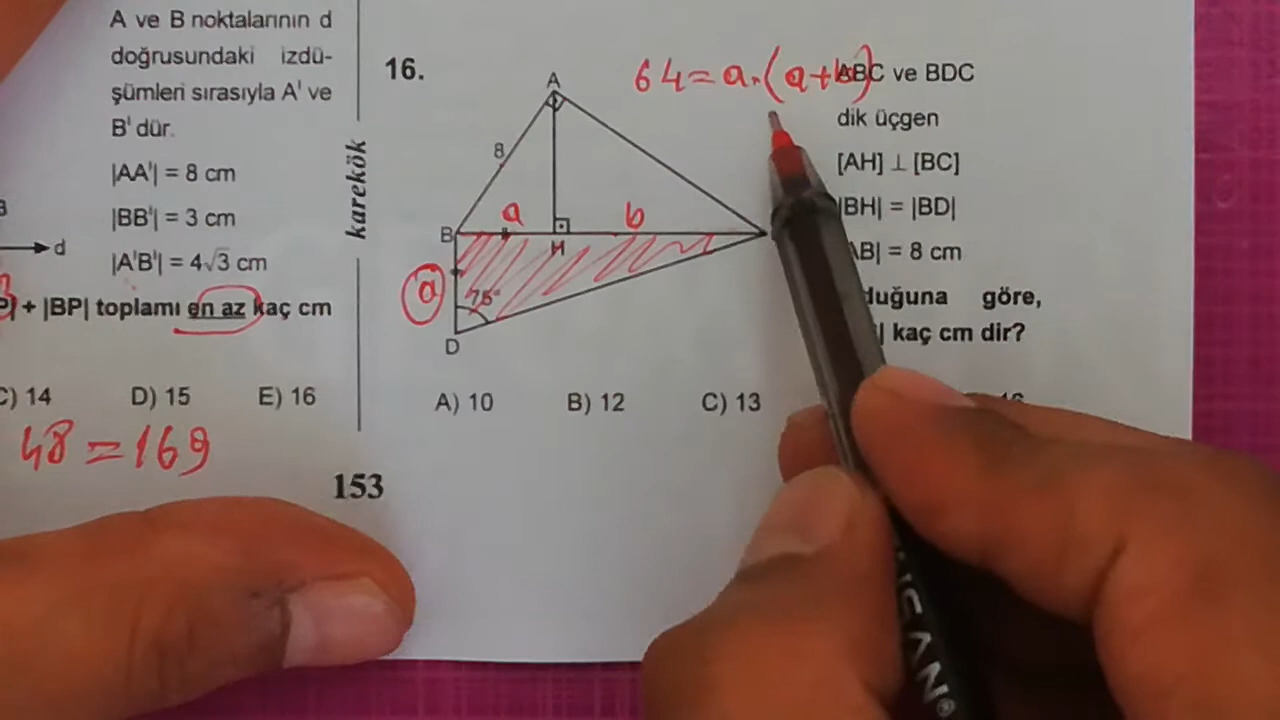 A ve B noktalarının d
doğrusundaki izdü-
şümleri sırasıyla A' ve
B' dür.
|AA'| = 8 cm
|BB'| = 3 cm
d
|A'B'| = 4√3 cm
+ |BP| toplamı en az kaç cm
C) 14 D) 15 E) 16
48 = 169
153
karekök
16.
64 = a.(a+b)
A
8
B
a
H
b
a
75°
D
ABC ve BDC
dik üçgen
[AH] ⊥ [BC]
|BH| = |BD|
AB| = 8 cm
göre,
| kaç cm dir?
A) 10 B) 12 C) 13